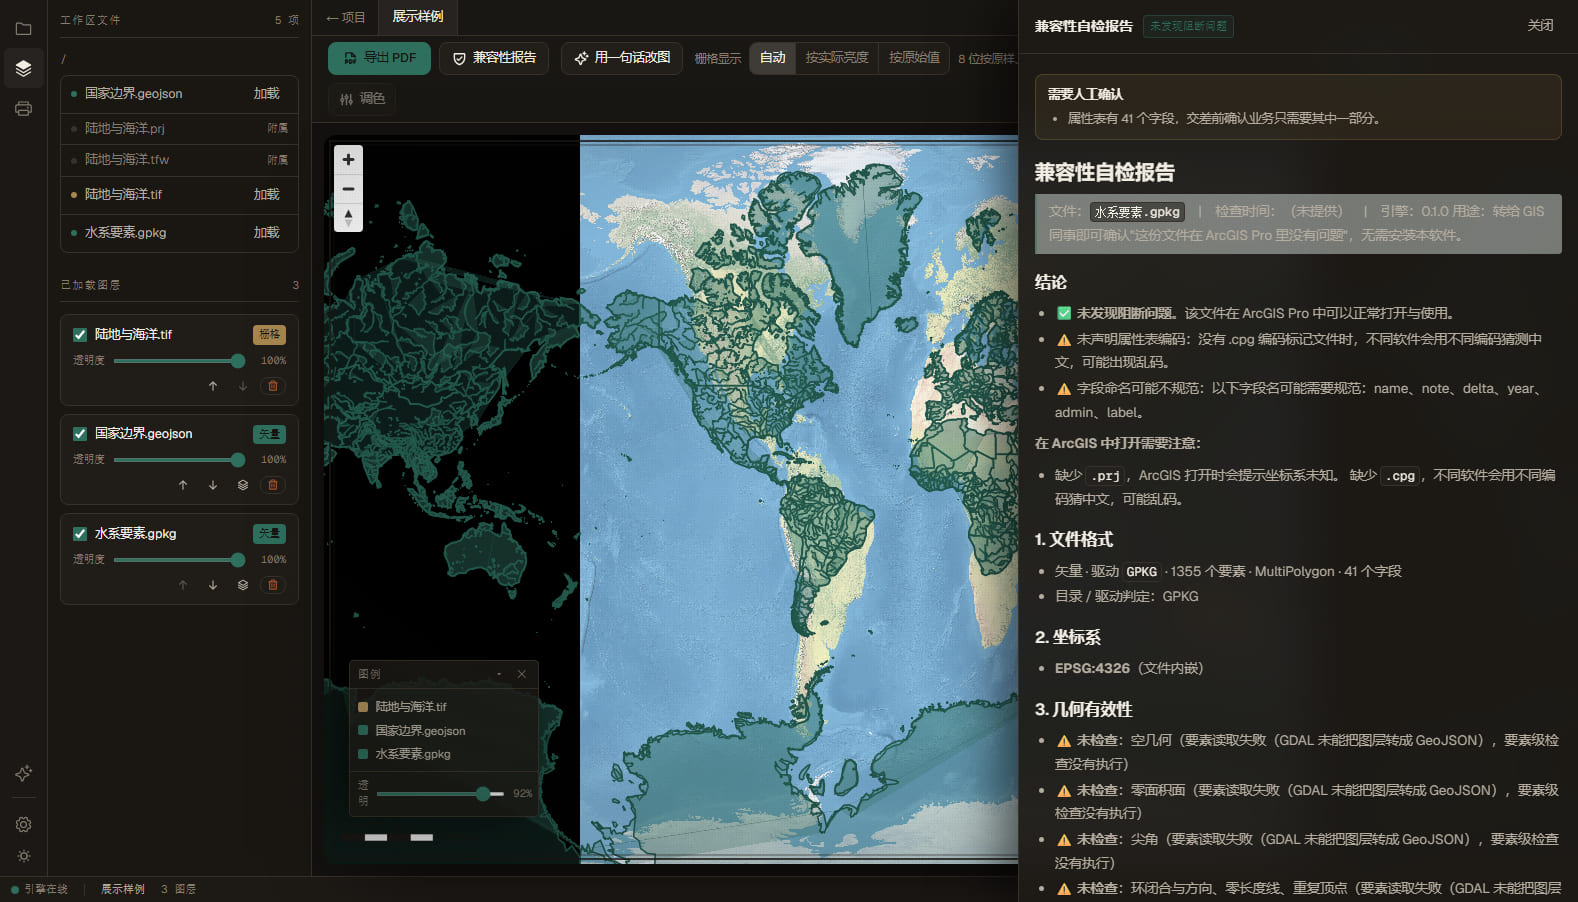 工作区文件 5 项
/
国家边界.geojson 加载
陆地与海洋.prj 附属
陆地与海洋.tfw 附属
陆地与海洋.tif 加载
水系要素.gpkg 加载
已加载图层 3
陆地与海洋.tif 栅格
透明度 100%
国家边界.geojson 矢量
透明度 100%
水系要素.gpkg 矢量
透明度 100%
引擎在线 展示样例 3 图层
←项目 展示样例
导出 PDF 兼容性报告 用一句话改图 栅格显示 自动 按实际亮度 按原始值 8 位按原样、
调色
图例
陆地与海洋.tif
国家边界.geojson
水系要素.gpkg
透明 92%
兼容性自检报告 未发现阻断问题 关闭
需要人工确认
• 属性表有 41 个字段，交差前确认业务只需要其中一部分。
兼容性自检报告
文件： 水系要素.gpkg | 检查时间：（未提供） | 引擎：0.1.0 用途：转给 GIS
同事即可确认"这份文件在 ArcGIS Pro 里没有问题"，无需安装本软件。
结论
• ✅ 未发现阻断问题。该文件在 ArcGIS Pro 中可以正常打开与使用。
• ⚠️ 未声明属性表编码：没有 .cpg 编码标记文件时，不同软件会用不同编码猜测中
文，可能出现乱码。
• ⚠️ 字段命名可能不规范：以下字段名可能需要规范：name、note、delta、year、
admin、label。
在 ArcGIS 中打开需要注意：
• 缺少 .prj ，ArcGIS 打开时会提示坐标系未知。 缺少 .cpg ，不同软件会用不同编
码猜中文，可能乱码。
1. 文件格式
• 矢量 · 驱动 GPKG · 1355 个要素 · MultiPolygon · 41 个字段
• 目录 / 驱动判定：GPKG
2. 坐标系
• EPSG:4326（文件内嵌）
3. 几何有效性
• ⚠️ 未检查：空几何（要素读取失败（GDAL 未能把图层转成 GeoJSON），要素级检
查没有执行）
• ⚠️ 未检查：零面积面（要素读取失败（GDAL 未能把图层转成 GeoJSON），要素级
检查没有执行）
• ⚠️ 未检查：尖角（要素读取失败（GDAL 未能把图层转成 GeoJSON），要素级检查
没有执行）
• ⚠️ 未检查：环闭合与方向、零长度线、重复顶点（要素读取失败（GDAL 未能把图层